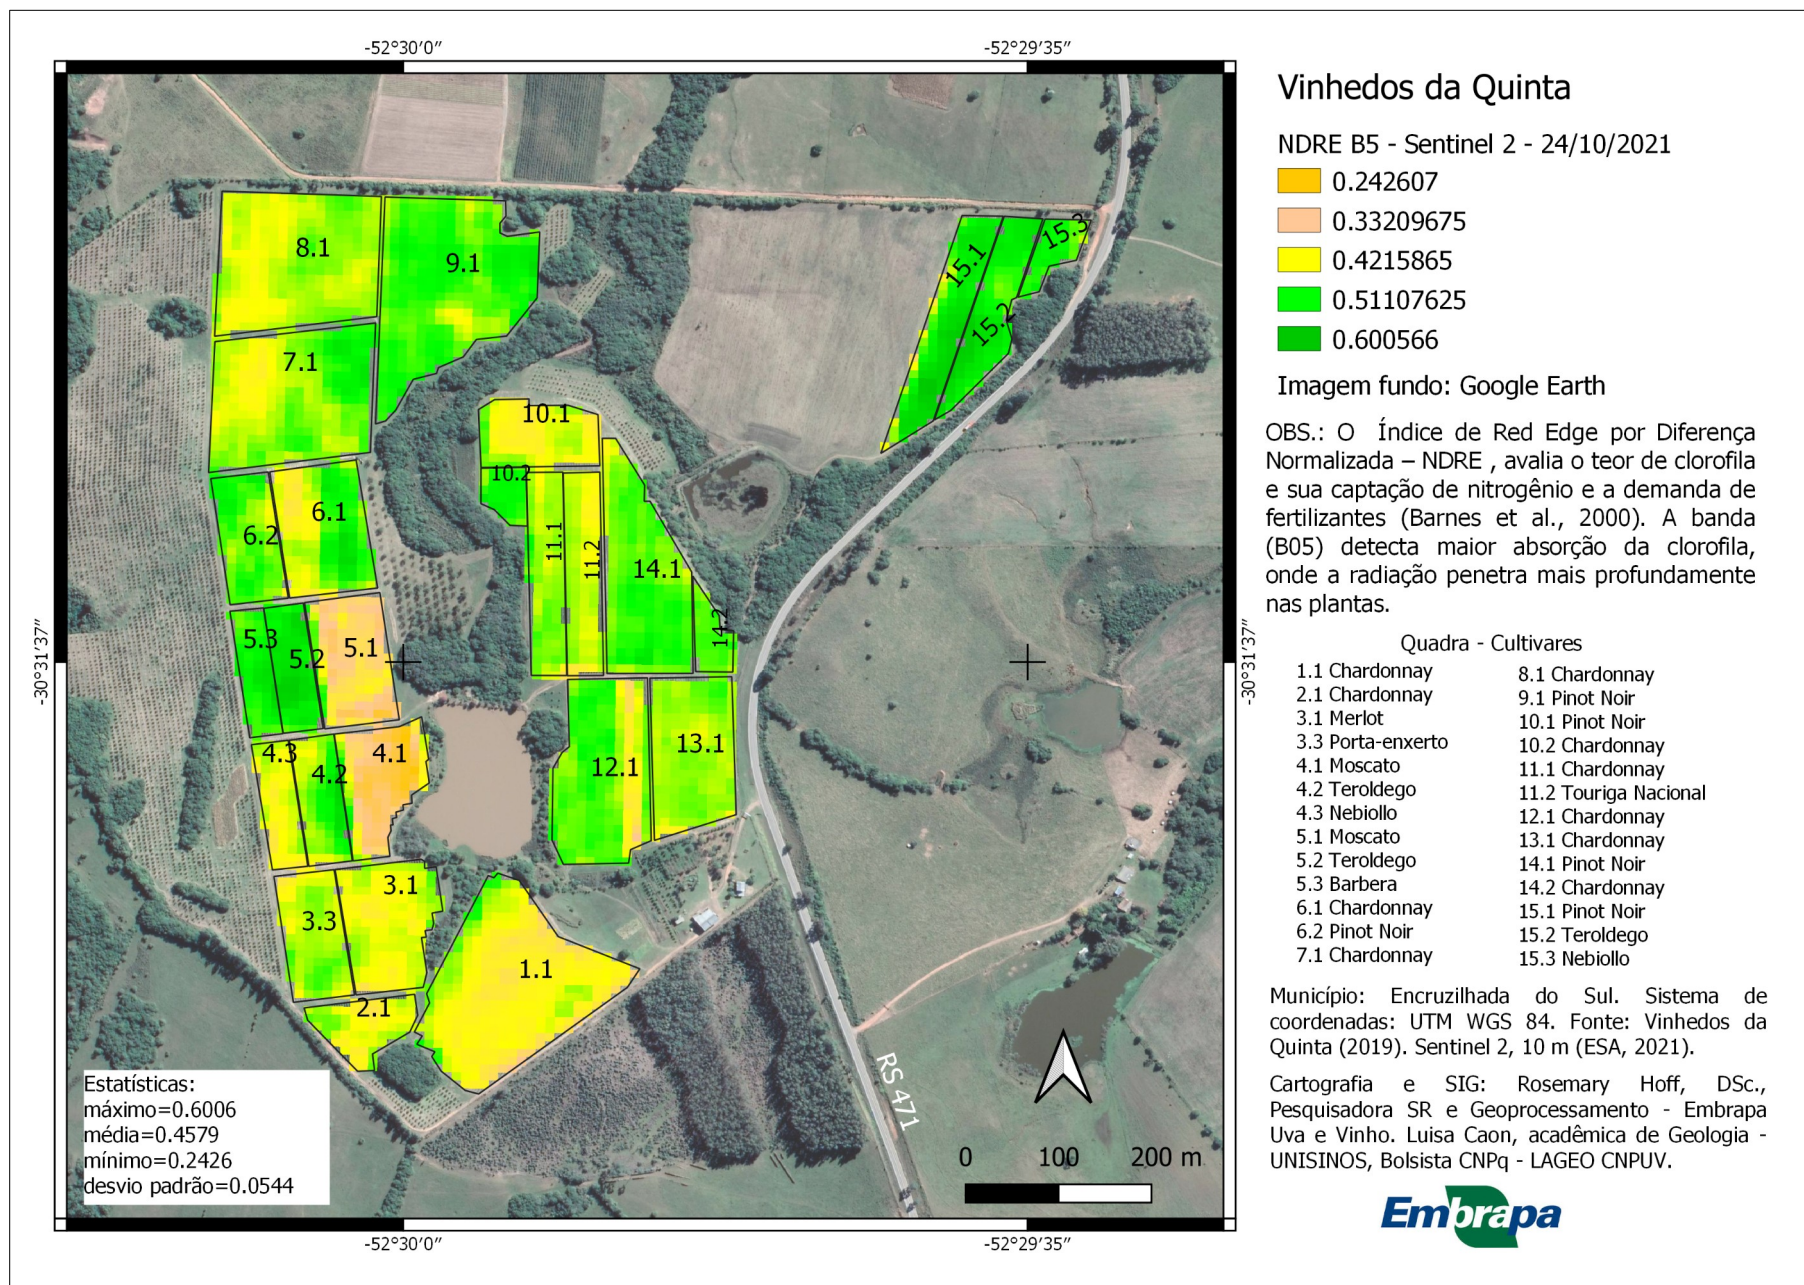 -52°30′0″
-52°29′35″
-30°31′37″
-30°31′37″
8.1
9.1
15.1
15.3
15.2
7.1
10.1
10.2
6.1
6.2
11.1
11.2
14.1
14.2
5.3
5.2
5.1
4.3
4.2
4.1
12.1
13.1
3.1
3.3
1.1
2.1
RS 471
Estatísticas:
máximo=0.6006
média=0.4579
mínimo=0.2426
desvio padrão=0.0544
0 100 200 m
-52°30′0″
-52°29′35″
Vinhedos da Quinta
NDRE B5 - Sentinel 2 - 24/10/2021
0.242607
0.33209675
0.4215865
0.51107625
0.600566
Imagem fundo: Google Earth
OBS.: O Índice de Red Edge por Diferença
Normalizada – NDRE , avalia o teor de clorofila
e sua captação de nitrogênio e a demanda de
fertilizantes (Barnes et al., 2000). A banda
(B05) detecta maior absorção da clorofila,
onde a radiação penetra mais profundamente
nas plantas.
Quadra - Cultivares
1.1 Chardonnay
2.1 Chardonnay
3.1 Merlot
3.3 Porta-enxerto
4.1 Moscato
4.2 Teroldego
4.3 Nebiollo
5.1 Moscato
5.2 Teroldego
5.3 Barbera
6.1 Chardonnay
6.2 Pinot Noir
7.1 Chardonnay
8.1 Chardonnay
9.1 Pinot Noir
10.1 Pinot Noir
10.2 Chardonnay
11.1 Chardonnay
11.2 Touriga Nacional
12.1 Chardonnay
13.1 Chardonnay
14.1 Pinot Noir
14.2 Chardonnay
15.1 Pinot Noir
15.2 Teroldego
15.3 Nebiollo
Município: Encruzilhada do Sul. Sistema de
coordenadas: UTM WGS 84. Fonte: Vinhedos da
Quinta (2019). Sentinel 2, 10 m (ESA, 2021).
Cartografia e SIG: Rosemary Hoff, DSc.,
Pesquisadora SR e Geoprocessamento - Embrapa
Uva e Vinho. Luisa Caon, acadêmica de Geologia -
UNISINOS, Bolsista CNPq - LAGEO CNPUV.
Embrapa